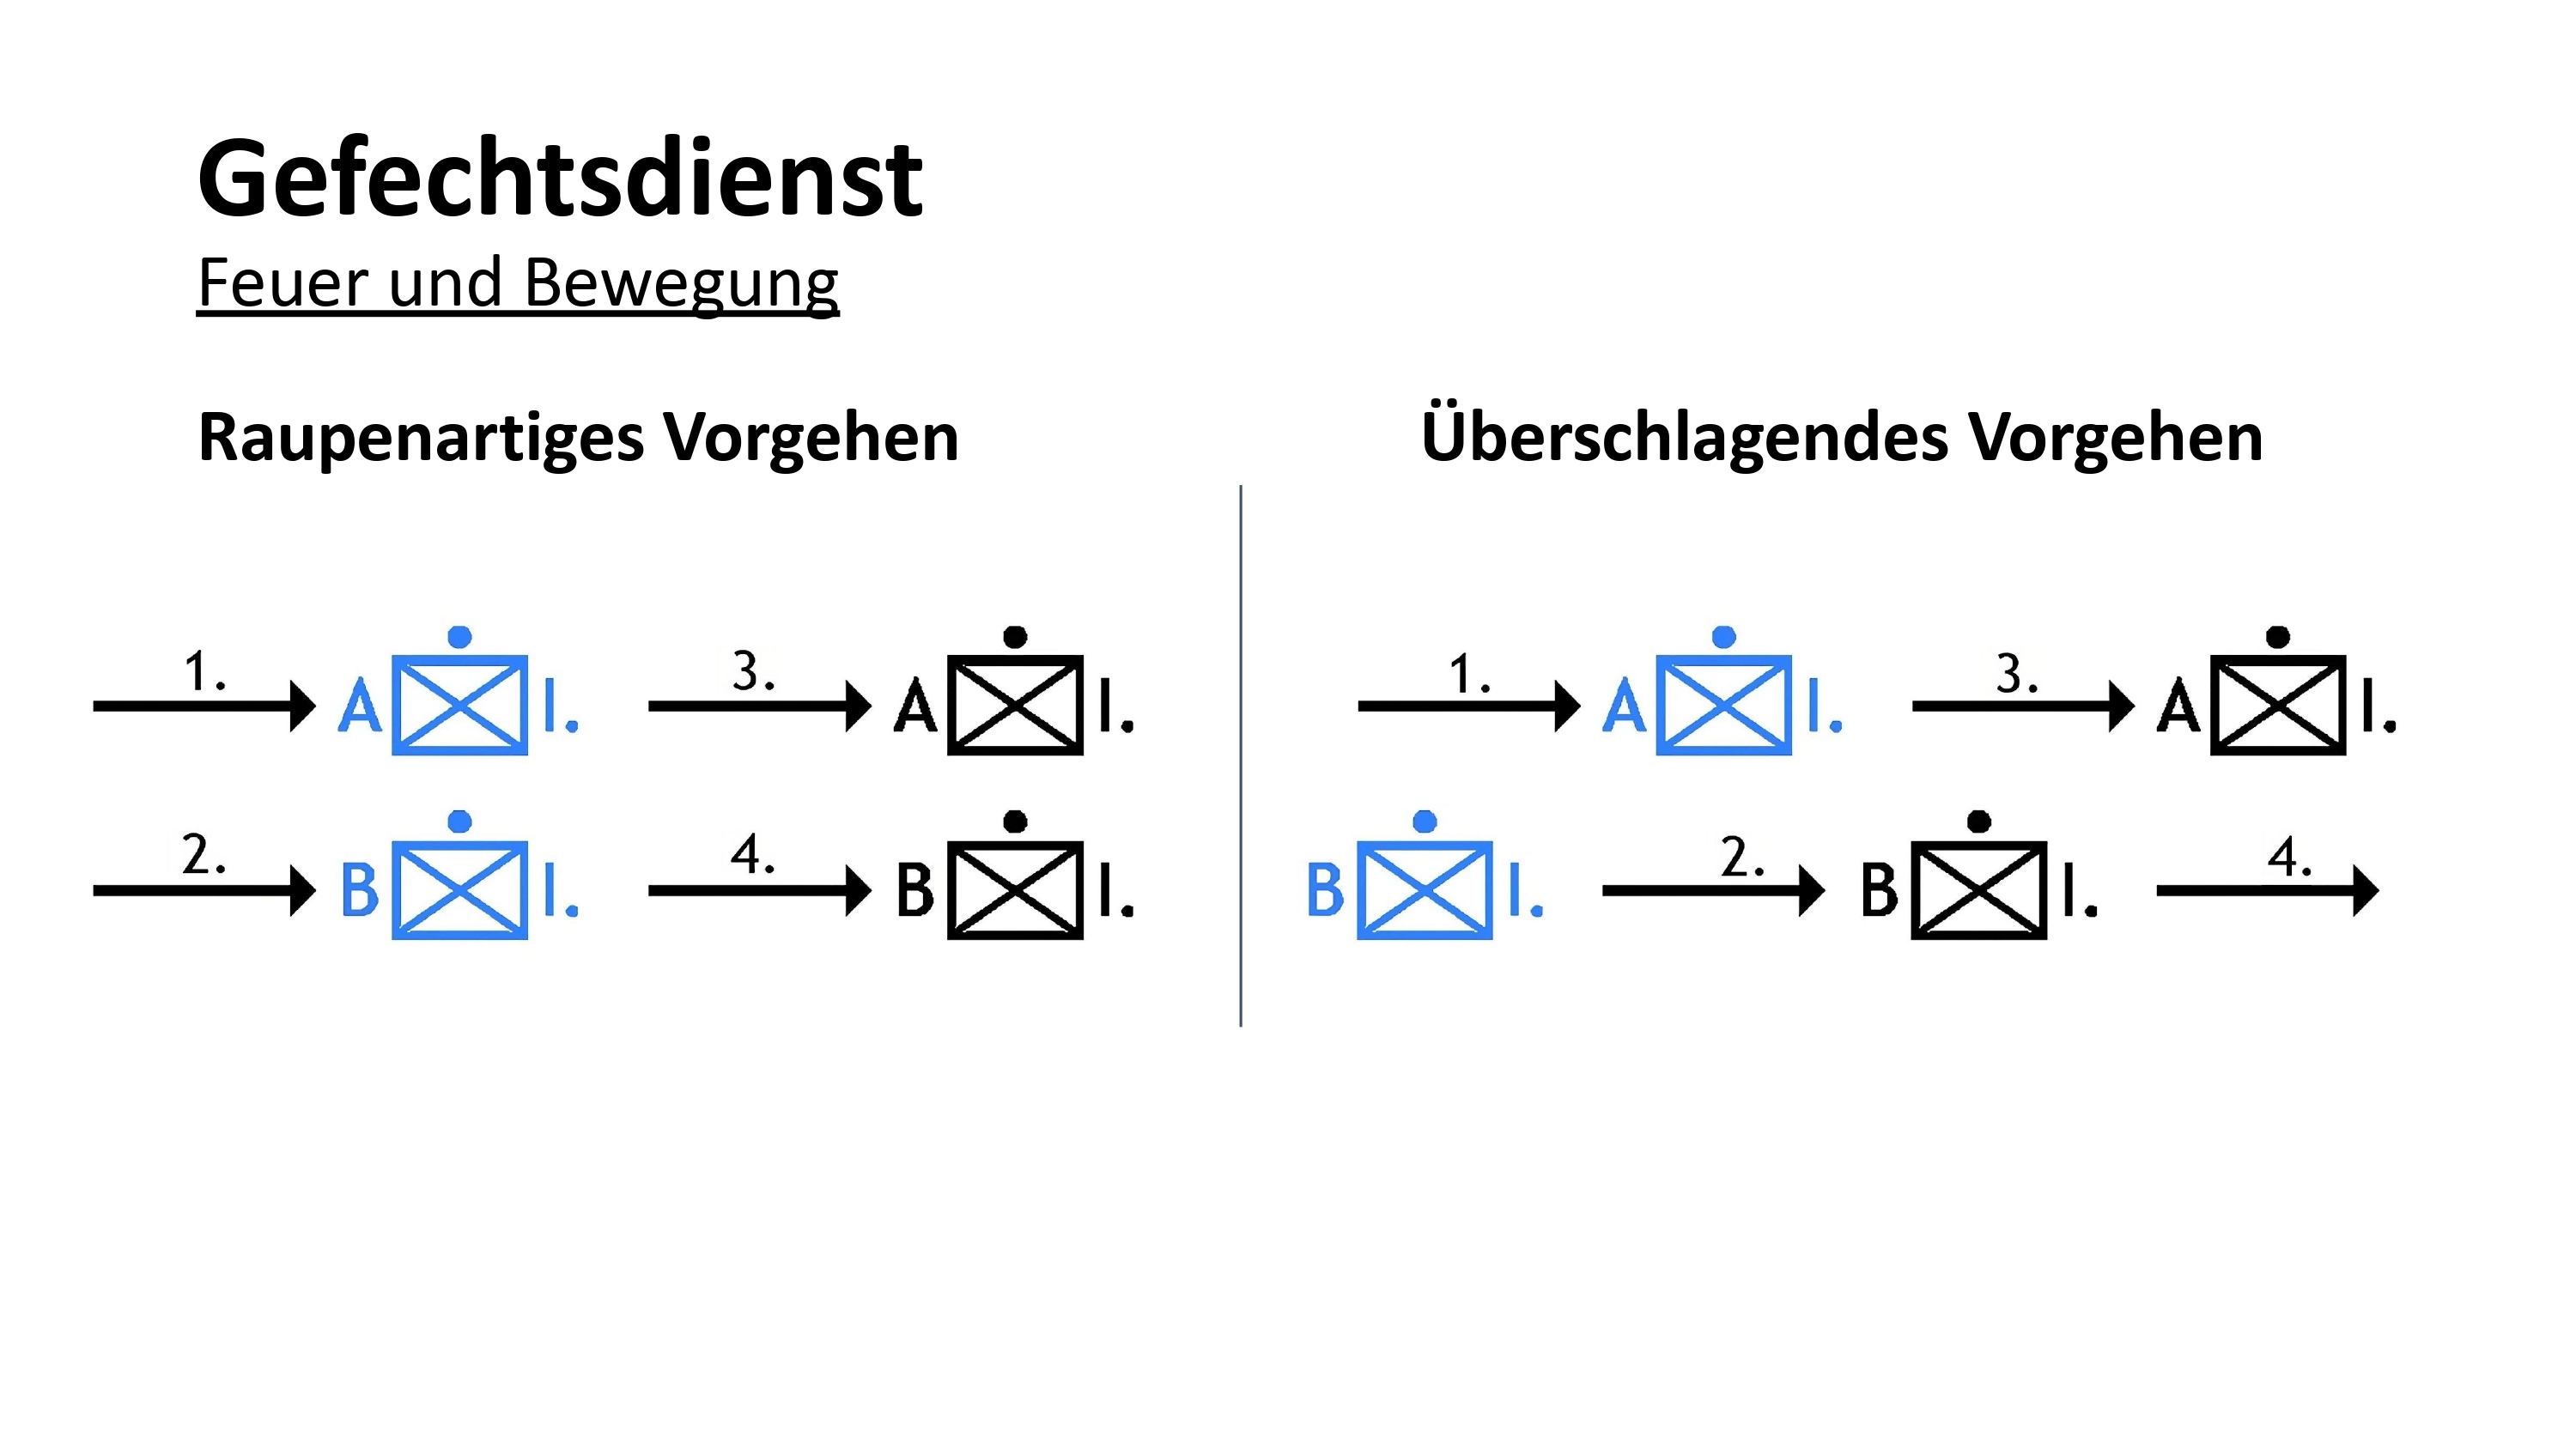 Gefechtsdienst
Feuer und Bewegung
Raupenartiges Vorgehen
1. A I. 3. A I.
2. B I. 4. B I.
Überschlagendes Vorgehen
1. A I. 3. A I.
B I. 2. B I. 4.